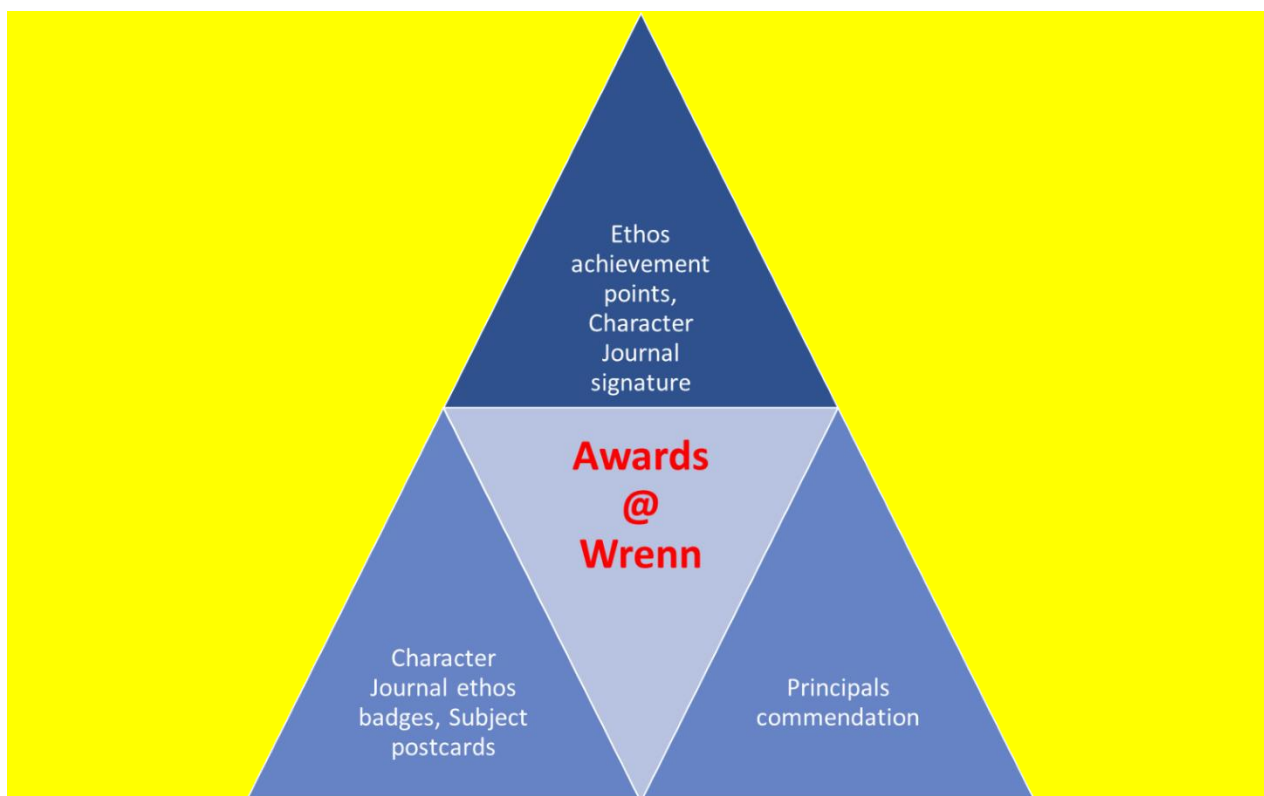 Ethos
achievement
points,
Character
Journal
signature
Awards
@
Wrenn
Character
Journal ethos
badges, Subject
postcards
Principals
commendation